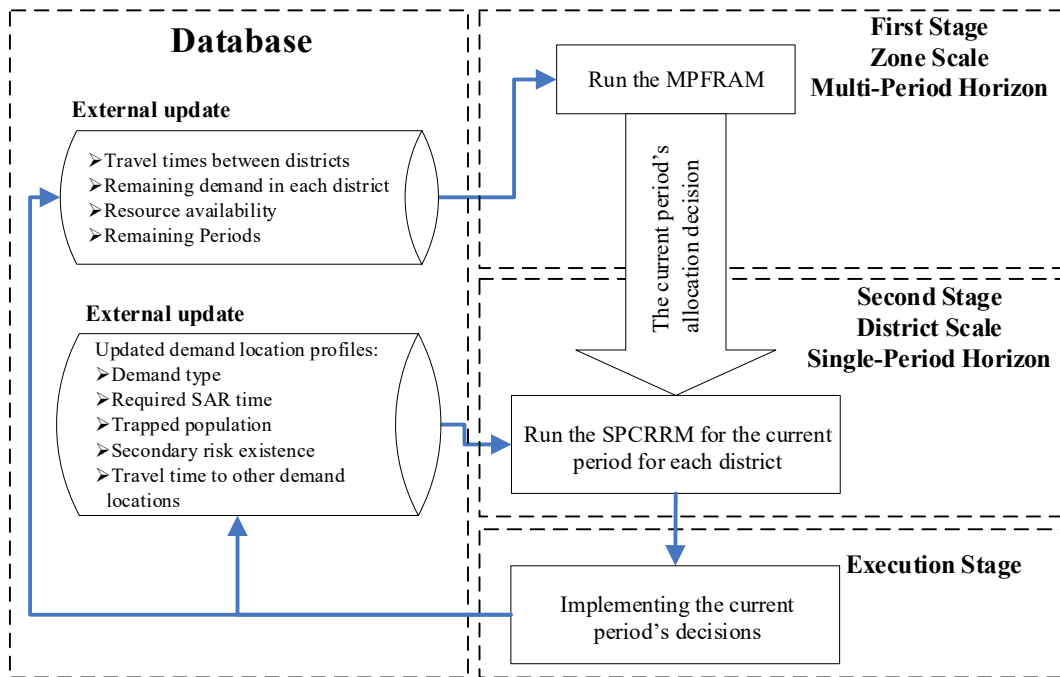 Database
External update
➢Travel times between districts
➢Remaining demand in each district
➢Resource availability
➢Remaining Periods
External update
Updated demand location profiles:
➢Demand type
➢Required SAR time
➢Trapped population
➢Secondary risk existence
➢Travel time to other demand
locations
First Stage
Zone Scale
Multi-Period Horizon
Run the MPFRAM
The current period's
allocation decision
Second Stage
District Scale
Single-Period Horizon
Run the SPCRRM for the current
period for each district
Execution Stage
Implementing the current
period's decisions